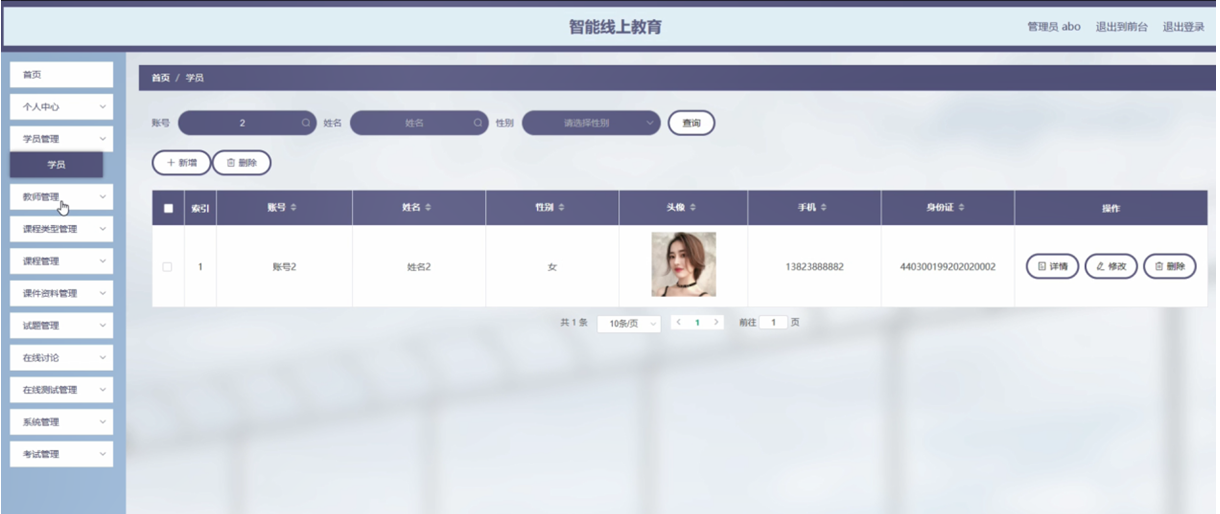 智能线上教育
管理员 abo 退出到前台 退出登录
首页
个人中心
学员管理
学员
教师管理
课程类型管理
课程管理
课件资料管理
试题管理
在线讨论
在线测试管理
系统管理
考试管理
首页 / 学员
账号 2 姓名 姓名 性别 请选择性别 查询
+ 新增 删除
索引 账号 姓名 性别 头像 手机 身份证 操作
1 账号2 姓名2 女 13823888882 440300199202020002 详情 修改 删除
共 1 条 10条/页 1 前往 1 页